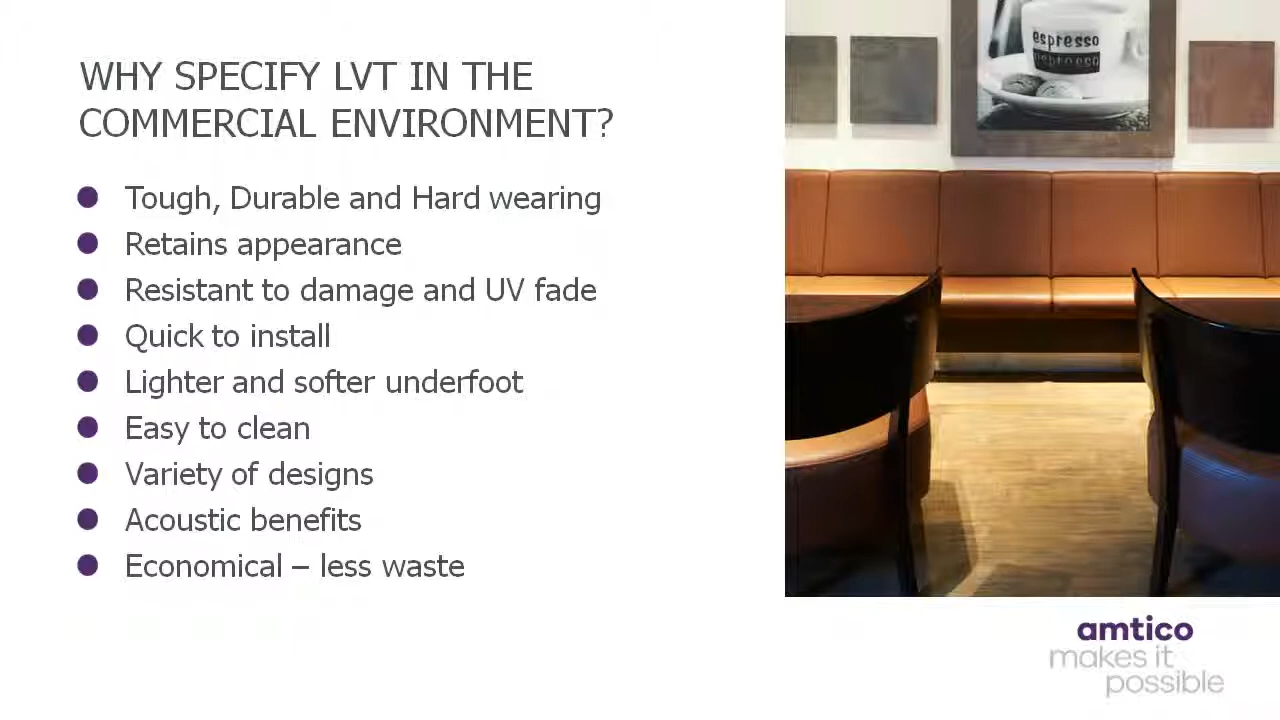 WHY SPECIFY LVT IN THE
COMMERCIAL ENVIRONMENT?
Tough, Durable and Hard wearing
Retains appearance
Resistant to damage and UV fade
Quick to install
Lighter and softer underfoot
Easy to clean
Variety of designs
Acoustic benefits
Economical – less waste
espresso
espresso
amtico
makes it
possible